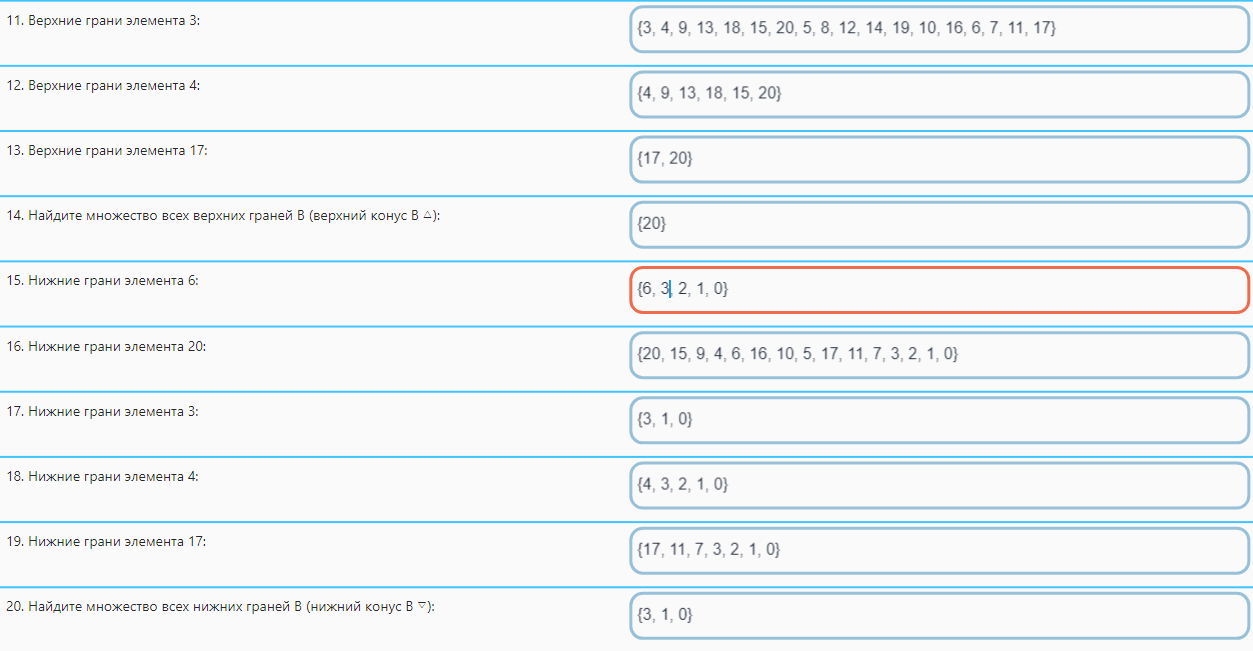 11. Верхние грани элемента 3:
{3, 4, 9, 13, 18, 15, 20, 5, 8, 12, 14, 19, 10, 16, 6, 7, 11, 17}
12. Верхние грани элемента 4:
{4, 9, 13, 18, 15, 20}
13. Верхние грани элемента 17:
{17, 20}
14. Найдите множество всех верхних граней B (верхний конус B △):
{20}
15. Нижние грани элемента 6:
{6, 3, 2, 1, 0}
16. Нижние грани элемента 20:
{20, 15, 9, 4, 6, 16, 10, 5, 17, 11, 7, 3, 2, 1, 0}
17. Нижние грани элемента 3:
{3, 1, 0}
18. Нижние грани элемента 4:
{4, 3, 2, 1, 0}
19. Нижние грани элемента 17:
{17, 11, 7, 3, 2, 1, 0}
20. Найдите множество всех нижних граней B (нижний конус B ▽):
{3, 1, 0}